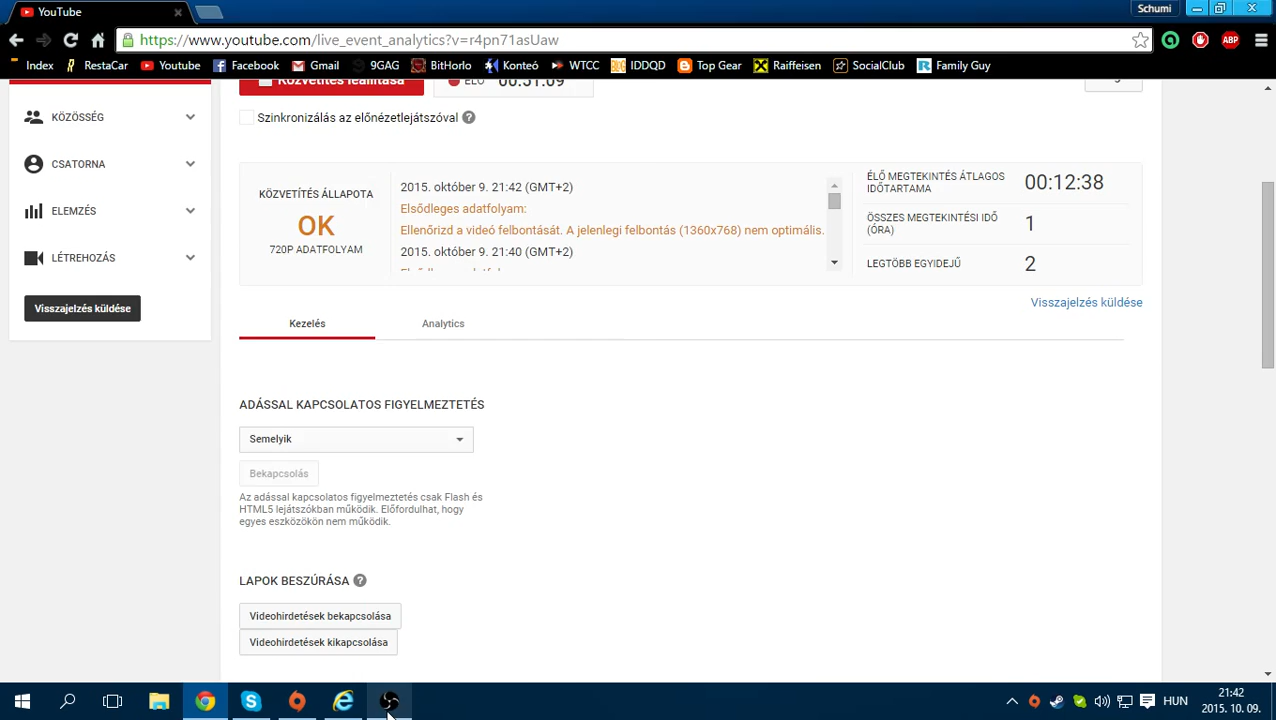 YouTube
Schumi
https://www.youtube.com/live_event_analytics?v=r4pn71asUaw
Index RestaCar Youtube Facebook Gmail 9GAG BitHorlo Konteó WTCC IDDQD Top Gear Raiffeisen SocialClub Family Guy
Közvetítés leállítása ÉLŐ 00:51:09
KÖZÖSSÉG
CSATORNA
ELEMZÉS
LÉTREHOZÁS
Visszajelzés küldése
Szinkronizálás az előnézetlejátszóval
KÖZVETÍTÉS ÁLLAPOTA
OK
720P ADATFOLYAM
2015. október 9. 21:42 (GMT+2)
Elsődleges adatfolyam:
Ellenőrizd a videó felbontását. A jelenlegi felbontás (1360x768) nem optimális.
2015. október 9. 21:40 (GMT+2)
ÉLŐ MEGTEKINTÉS ÁTLAGOS
IDŐTARTAMA
00:12:38
ÖSSZES MEGTEKINTÉSI IDŐ
(ÓRA)
1
LEGTÖBB EGYIDEJŰ
2
Visszajelzés küldése
Kezelés Analytics
ADÁSSAL KAPCSOLATOS FIGYELMEZTETÉS
Semelyik
Bekapcsolás
Az adással kapcsolatos figyelmeztetés csak Flash és
HTML5 lejátszókban működik. Előfordulhat, hogy
egyes eszközökön nem működik.
LAPOK BESZÚRÁSA
Videohirdetések bekapcsolása
Videohirdetések kikapcsolása
HUN
21:42
2015. 10. 09.